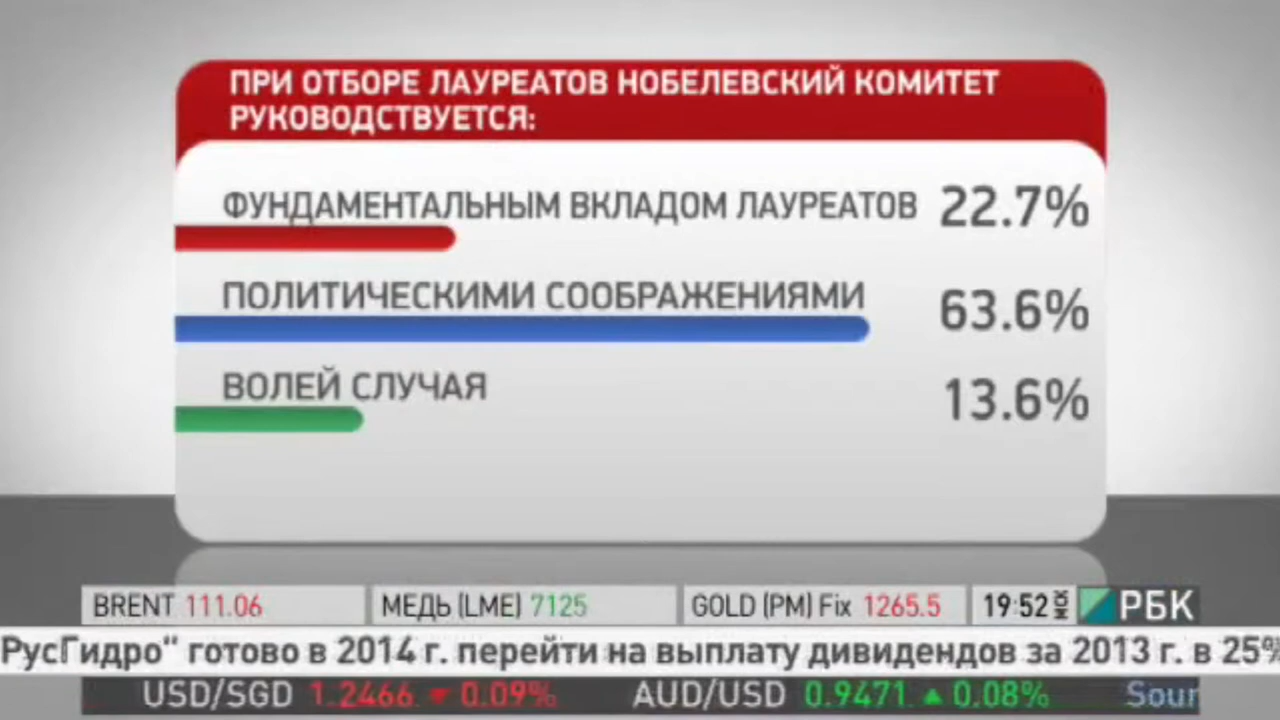 ПРИ ОТБОРЕ ЛАУРЕАТОВ НОБЕЛЕВСКИЙ КОМИТЕТ
РУКОВОДСТВУЕТСЯ:
ФУНДАМЕНТАЛЬНЫМ ВКЛАДОМ ЛАУРЕАТОВ 22.7%
ПОЛИТИЧЕСКИМИ СООБРАЖЕНИЯМИ 63.6%
ВОЛЕЙ СЛУЧАЯ 13.6%
BRENT 111.06 МЕДЬ (LME) 7125 GOLD (PM) Fix 1265.5 19:52 МСК РБК
РусГидро" готово в 2014 г. перейти на выплату дивидендов за 2013 г. в 25%
USD/SGD 1.2466 ▼ 0.09% AUD/USD 0.9471 ▲ 0.08% Sour